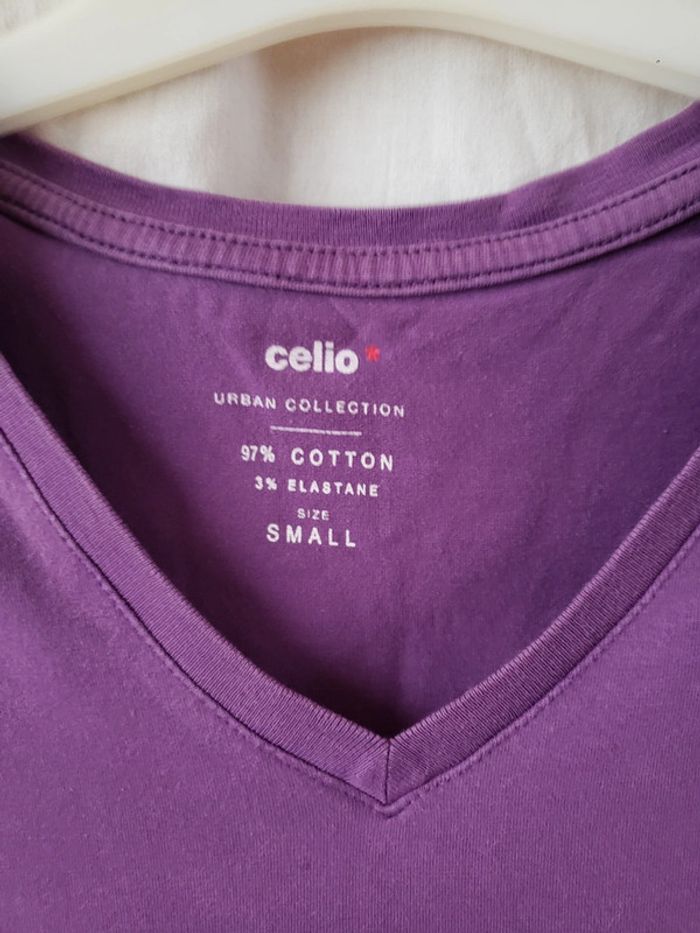 celio*
URBAN COLLECTION
97% COTTON
3% ELASTANE
SIZE
SMALL